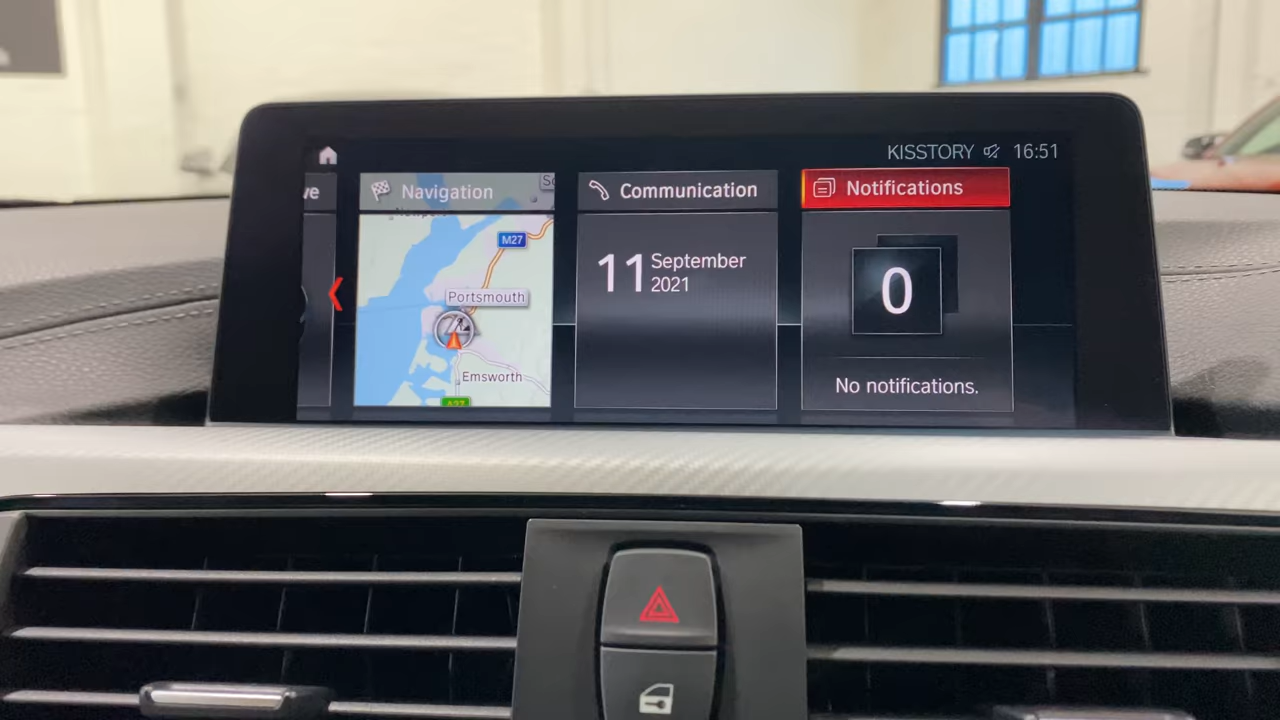 KISSTORY 16:51
ve
Navigation
Communication
Notifications
M27
Portsmouth
Emsworth
11 September
2021
0
No notifications.